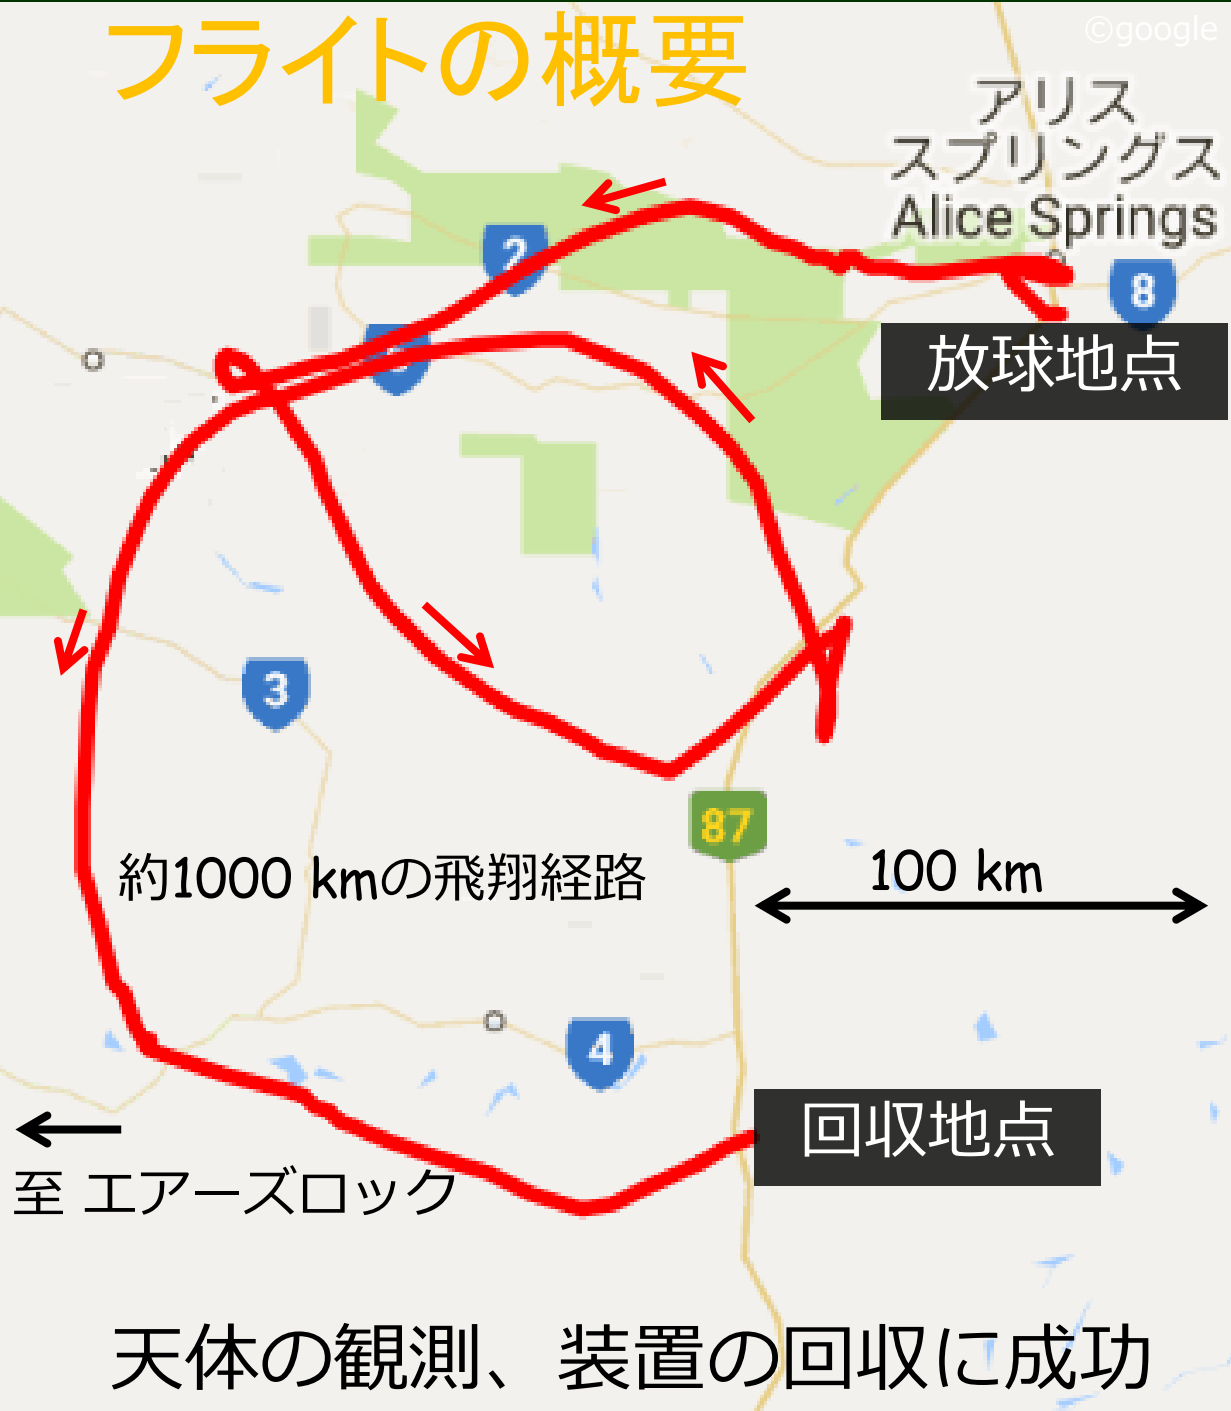 フライトの概要
©google
アリス
スプリングス
Alice Springs
2
8
放球地点
3
87
約1000 kmの飛翔経路
100 km
4
回収地点
至 エアーズロック
天体の観測、装置の回収に成功